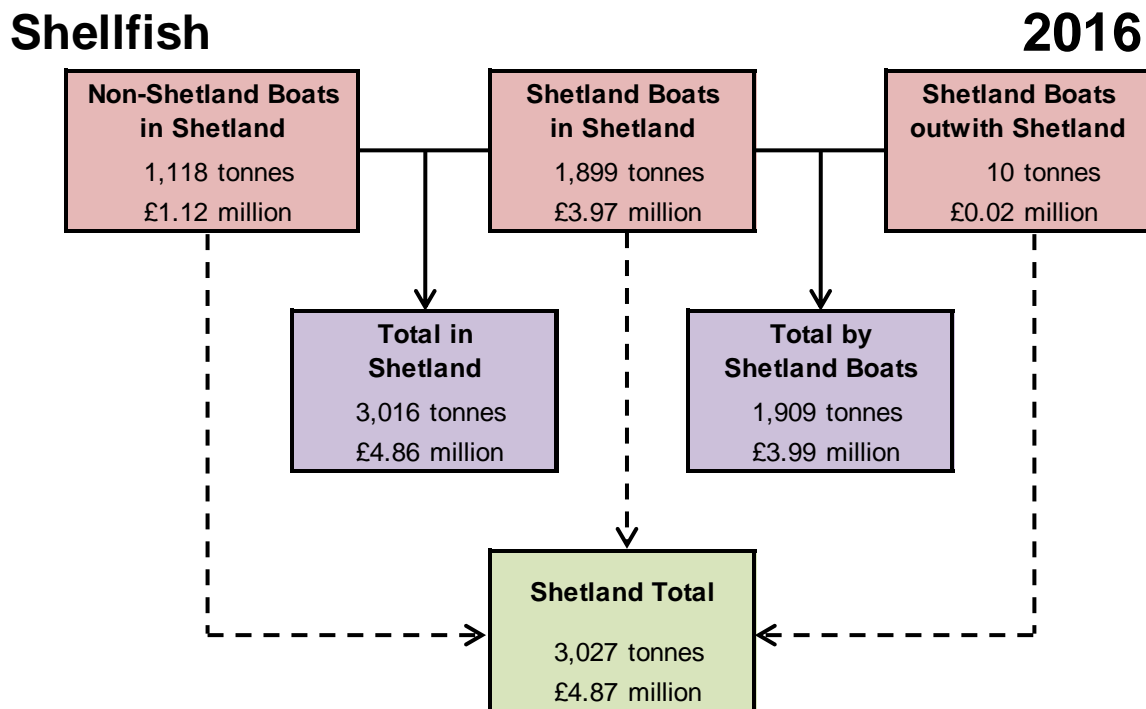 Shellfish
2016
Non-Shetland Boats
in Shetland
1,118 tonnes
£1.12 million
Shetland Boats
in Shetland
1,899 tonnes
£3.97 million
Shetland Boats
outwith Shetland
10 tonnes
£0.02 million
Total in
Shetland
3,016 tonnes
£4.86 million
Total by
Shetland Boats
1,909 tonnes
£3.99 million
Shetland Total
3,027 tonnes
£4.87 million